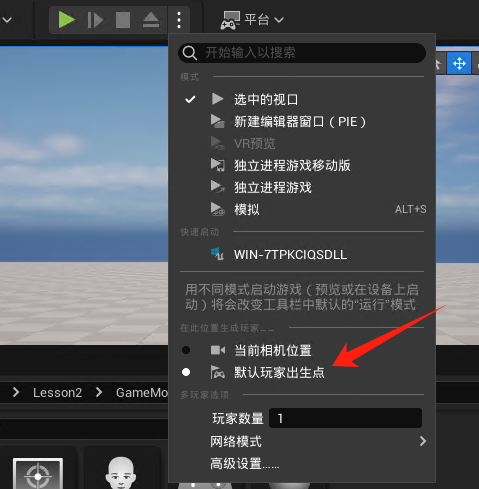 平台
开始输入以搜索
模式
选中的视口
新建编辑器窗口（PIE）
VR预览
独立进程游戏移动版
独立进程游戏
模拟 ALT+S
快速启动
WIN-7TPKCIQSDLL
用不同模式启动游戏（预览或在设备上启
动）将会改变工具栏中默认的“运行”模式
在此位置生成玩家……
当前相机位置
默认玩家出生点
多玩家选项
Lesson2 GameMo
玩家数量 1
网络模式
高级设置……